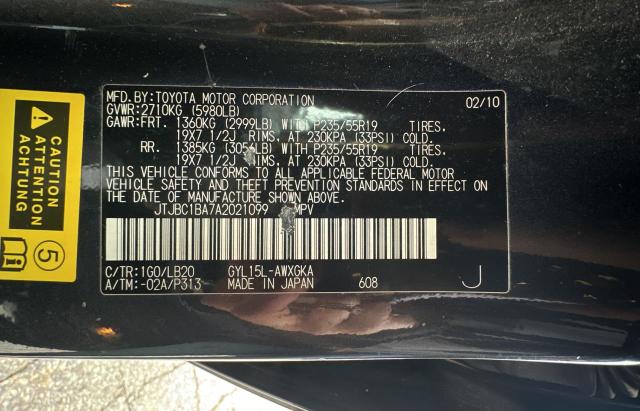 MFD.BY:TOYOTA MOTOR CORPORATION 02/10
GVWR:2710KG (5980LB)
GAWR:FRT. 1360KG (2999LB) WITH P235/55R19 TIRES.
19X7 1/2J RIMS. AT 230KPA (33PSI) COLD.
RR. 1385KG (3054LB) WITH P235/55R19 TIRES.
19X7 1/2J RIMS. AT 230KPA (33PSI) COLD.
THIS VEHICLE CONFORMS TO ALL APPLICABLE FEDERAL MOTOR
VEHICLE SAFETY AND THEFT PREVENTION STANDARDS IN EFFECT ON
THE DATE OF MANUFACTURE SHOWN ABOVE.
JTJBC1BA7A2021099 MPV
C/TR:1G0/LB20 GYL15L-AWXGKA
A/TM:-02A/P313 MADE IN JAPAN 608 J
CAUTION
ATTENTION
ACHTUNG
5